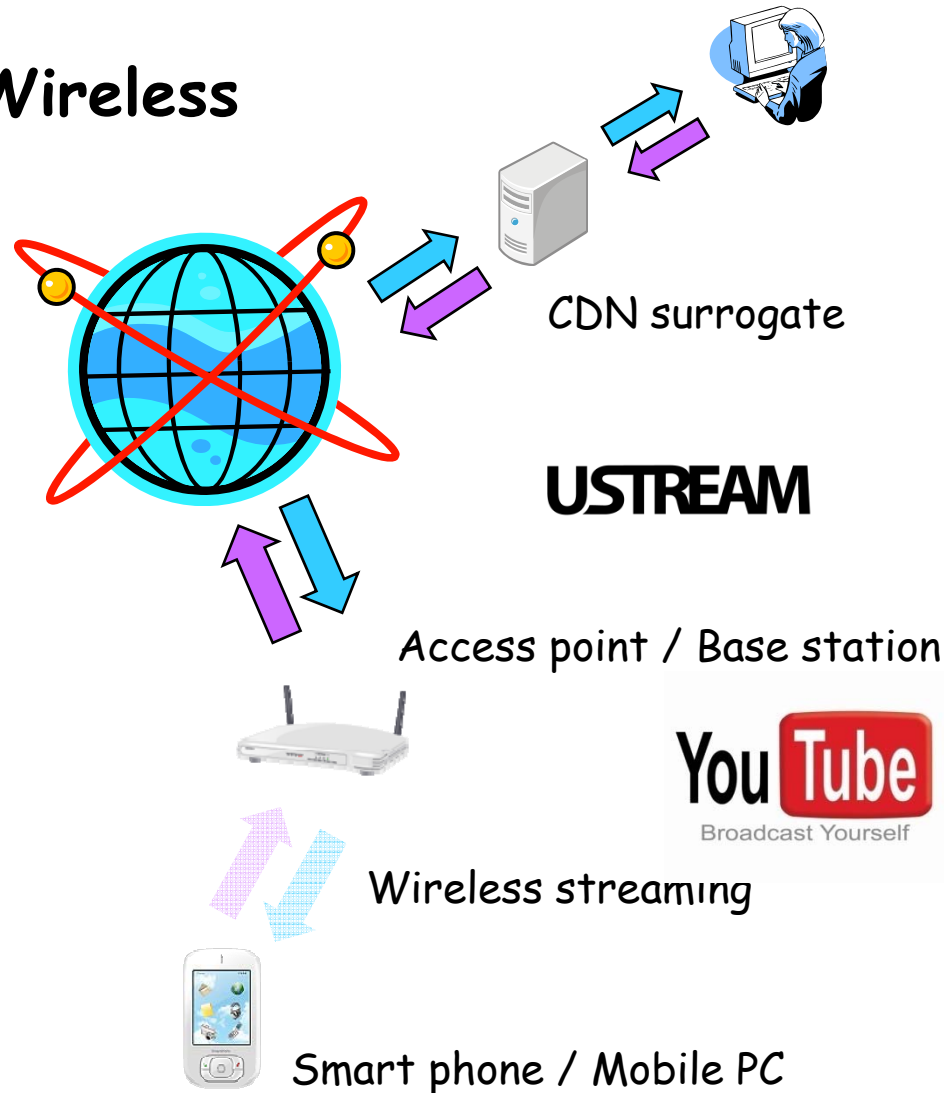 Wireless
CDN surrogate
USTREAM
Access point / Base station
You Tube
Broadcast Yourself
Wireless streaming
Smart phone / Mobile PC